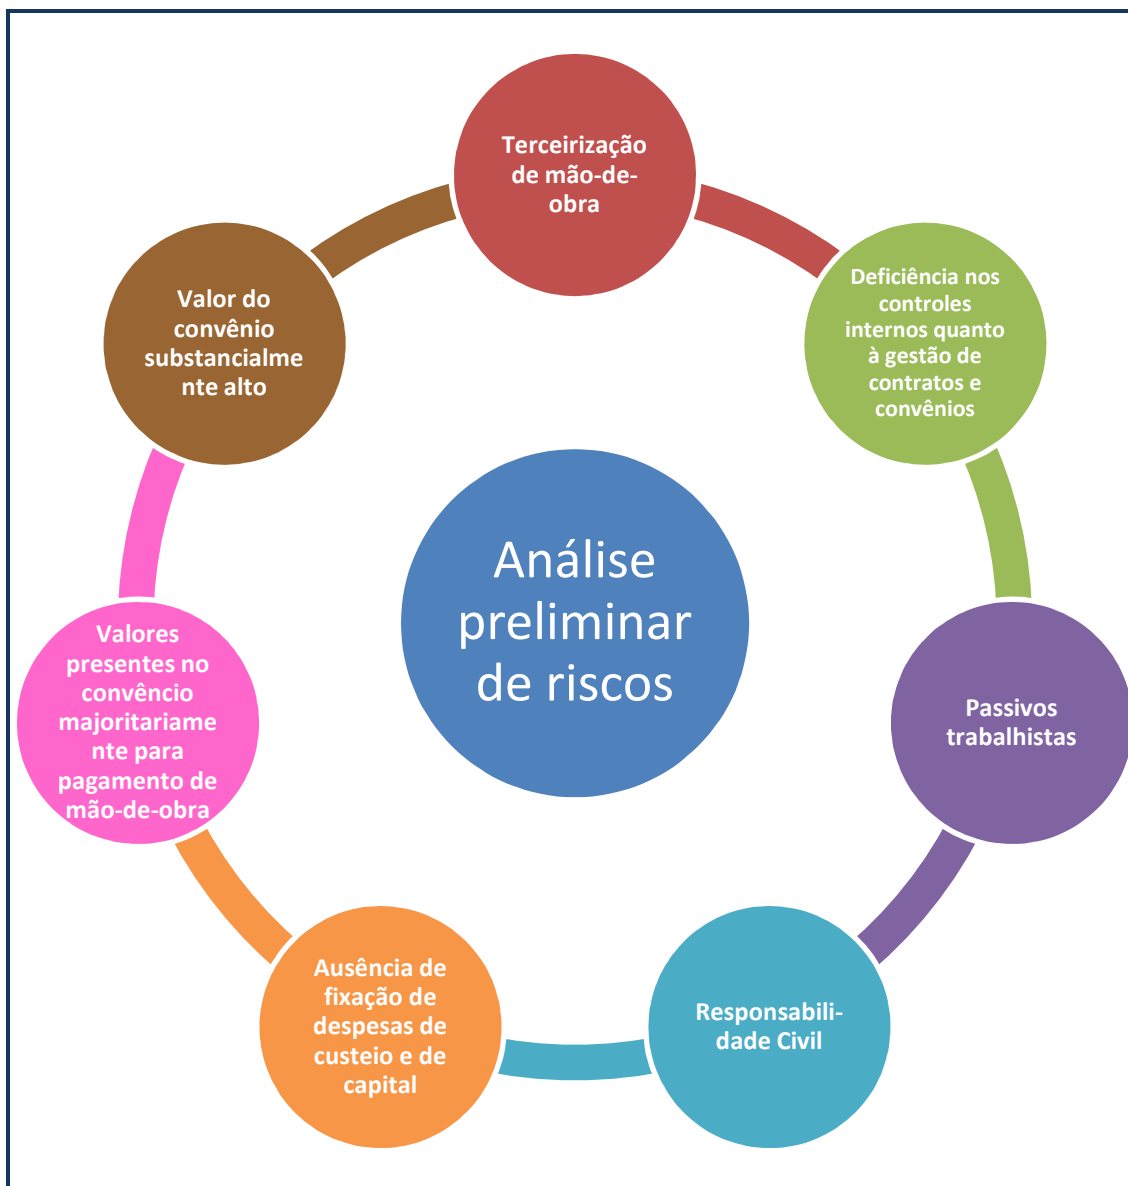 Terceirização
de mão-de-
obra
Deficiência nos
controles
internos quanto
à gestão de
contratos e
convênios
Passivos
trabalhistas
Responsabili-
dade Civil
Ausência de
fixação de
despesas de
custeio e de
capital
Valores
presentes no
convêncio
majoritariame
nte para
pagamento de
mão-de-obra
Valor do
convênio
substancialme
nte alto
Análise
preliminar
de riscos